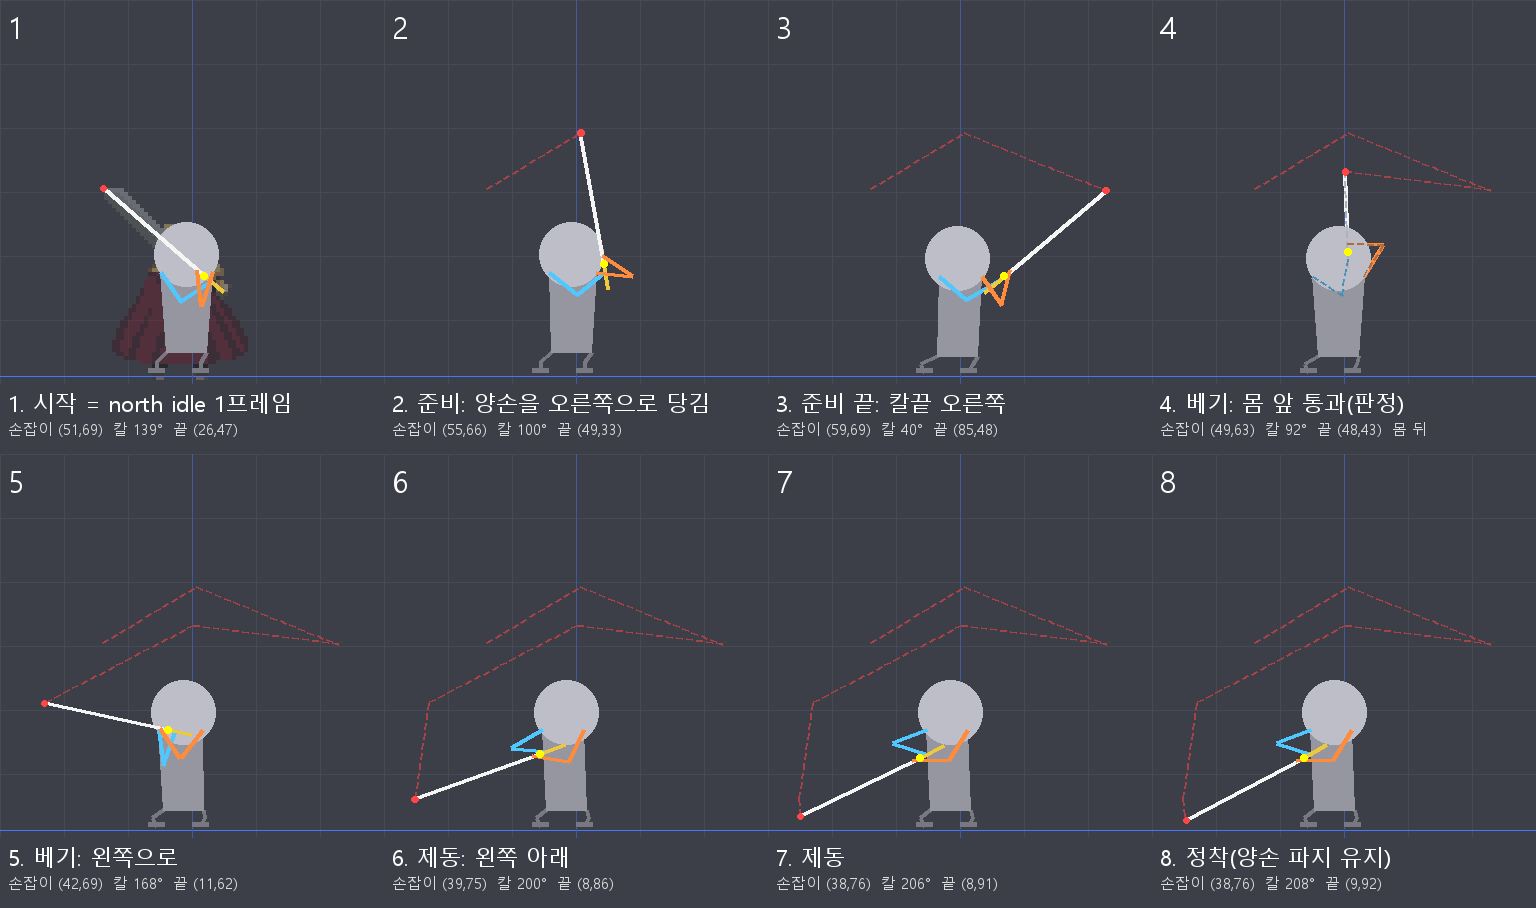 1
2
3
4
1. 시작 = north idle 1프레임
손잡이 (51,69) 칼 139° 끝 (26,47)
2. 준비: 양손을 오른쪽으로 당김
손잡이 (55,66) 칼 100° 끝 (49,33)
3. 준비 끝: 칼끝 오른쪽
손잡이 (59,69) 칼 40° 끝 (85,48)
4. 베기: 몸 앞 통과(판정)
손잡이 (49,63) 칼 92° 끝 (48,43) 몸 뒤
5
6
7
8
5. 베기: 왼쪽으로
손잡이 (42,69) 칼 168° 끝 (11,62)
6. 제동: 왼쪽 아래
손잡이 (39,75) 칼 200° 끝 (8,86)
7. 제동
손잡이 (38,76) 칼 206° 끝 (8,91)
8. 정착(양손 파지 유지)
손잡이 (38,76) 칼 208° 끝 (9,92)